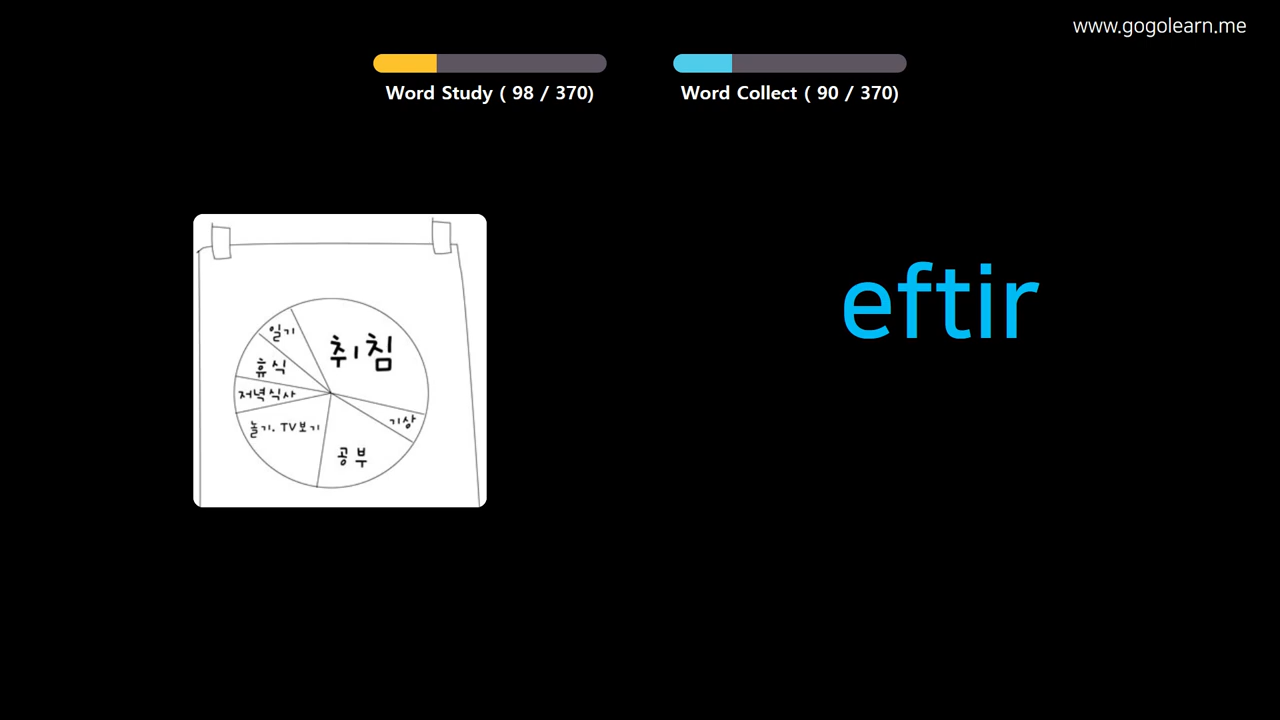 www.gogolearn.me
Word Study ( 98 / 370)
Word Collect ( 90 / 370)
eftir
일기
취침
휴식
저녁식사
기상
놀기. TV보기
공부